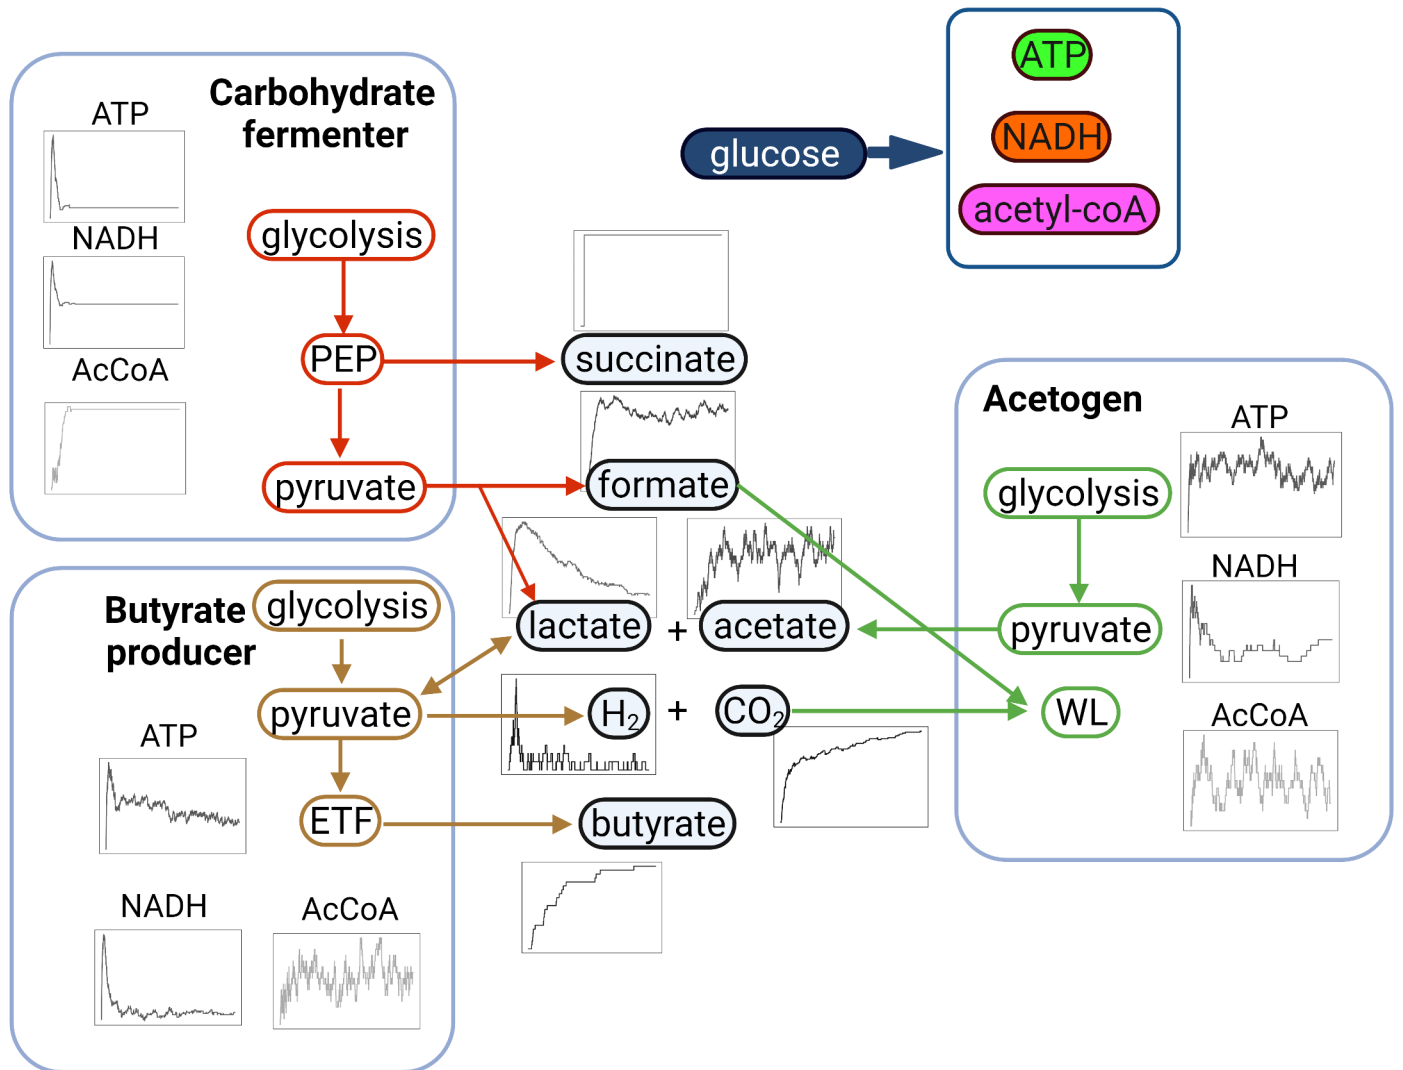 ATP
NADH
acetyl-coA
glucose
Carbohydrate
fermenter
ATP
NADH
AcCoA
glycolysis
PEP
pyruvate
succinate
formate
lactate + acetate
H₂ + CO₂
butyrate
Butyrate
producer
glycolysis
pyruvate
ETF
ATP
NADH
AcCoA
Acetogen
glycolysis
pyruvate
WL
ATP
NADH
AcCoA